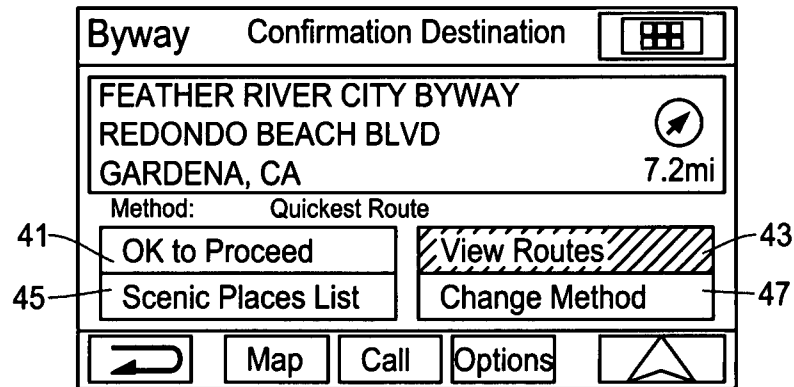 Byway Confirmation Destination
FEATHER RIVER CITY BYWAY
REDONDO BEACH BLVD
GARDENA, CA 7.2mi
Method: Quickest Route
41 OK to Proceed View Routes 43
45 Scenic Places List Change Method 47
Map Call Options